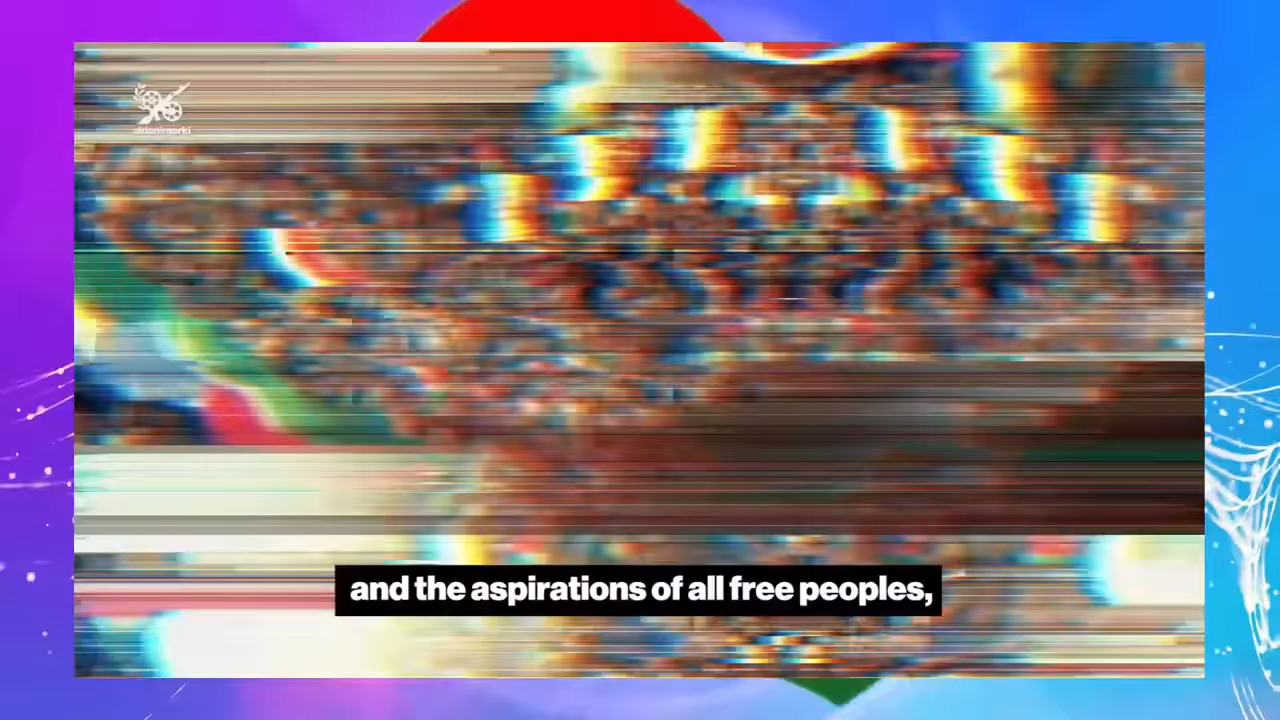 and the aspirations of all free peoples,